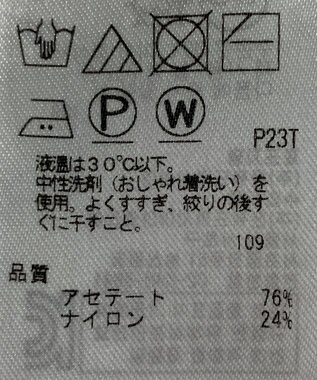 P W
P23T
液温は30℃以下。
中性洗剤（おしゃれ着洗い）を
使用。よくすすぎ、絞りの後す
ぐに干すこと。
109
品質
アセテート 76%
ナイロン 24%